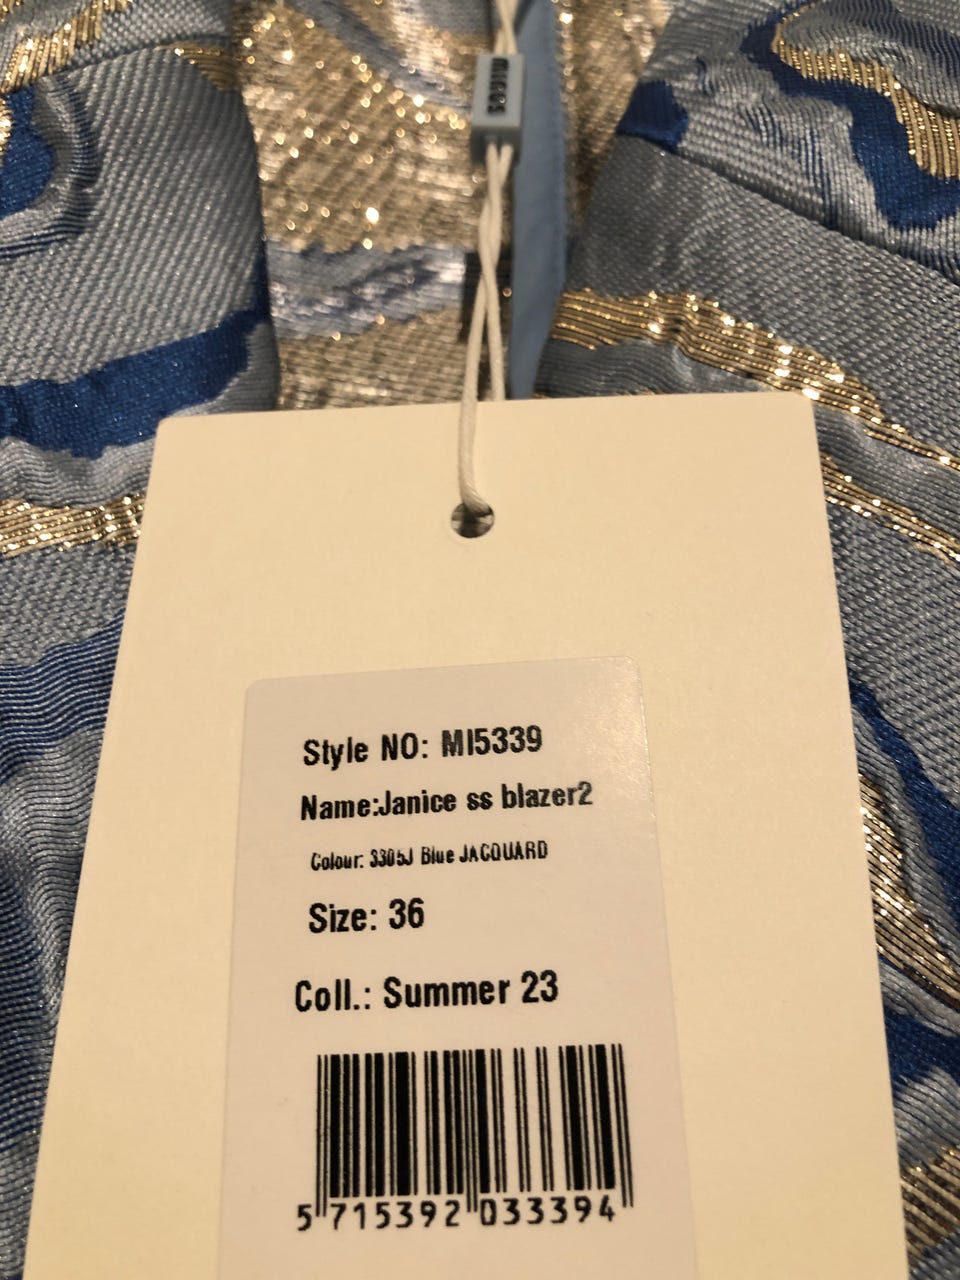 Style NO: MI5339
Name:Janice ss blazer2
Colour: 3305J Blue JACQUARD
Size: 36
Coll.: Summer 23
5 715392 033394